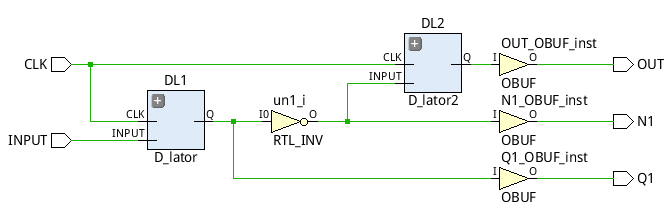 DL2
OUT_OBUF_inst
CLK
CLK
Q
I
O
OUT
INPUT
OBUF
DL1
D_lator2
un1_i
N1_OBUF_inst
CLK
Q
I0
O
I
O
N1
INPUT
INPUT
RTL_INV
OBUF
D_lator
Q1_OBUF_inst
I
O
Q1
OBUF